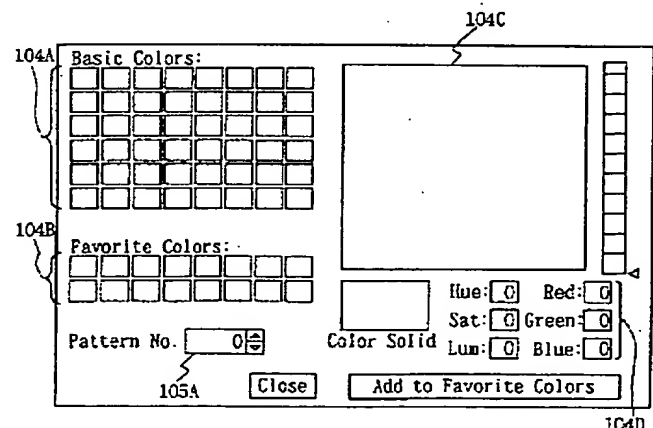 104C
104A
Basic Colors:
104B
Favorite Colors:
Hue: 0 Red: 0
Sat: 0 Green: 0
Pattern No. 0
Color Solid
Lum: 0 Blue: 0
105A
Close
Add to Favorite Colors
104D